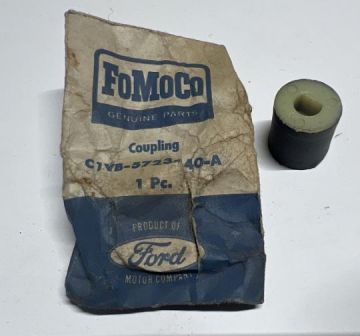 FoMoCo
GENUINE PARTS
Coupling
C1VB-5723-40-A
1 Pc.
PRODUCT OF
Ford
MOTOR COMPANY